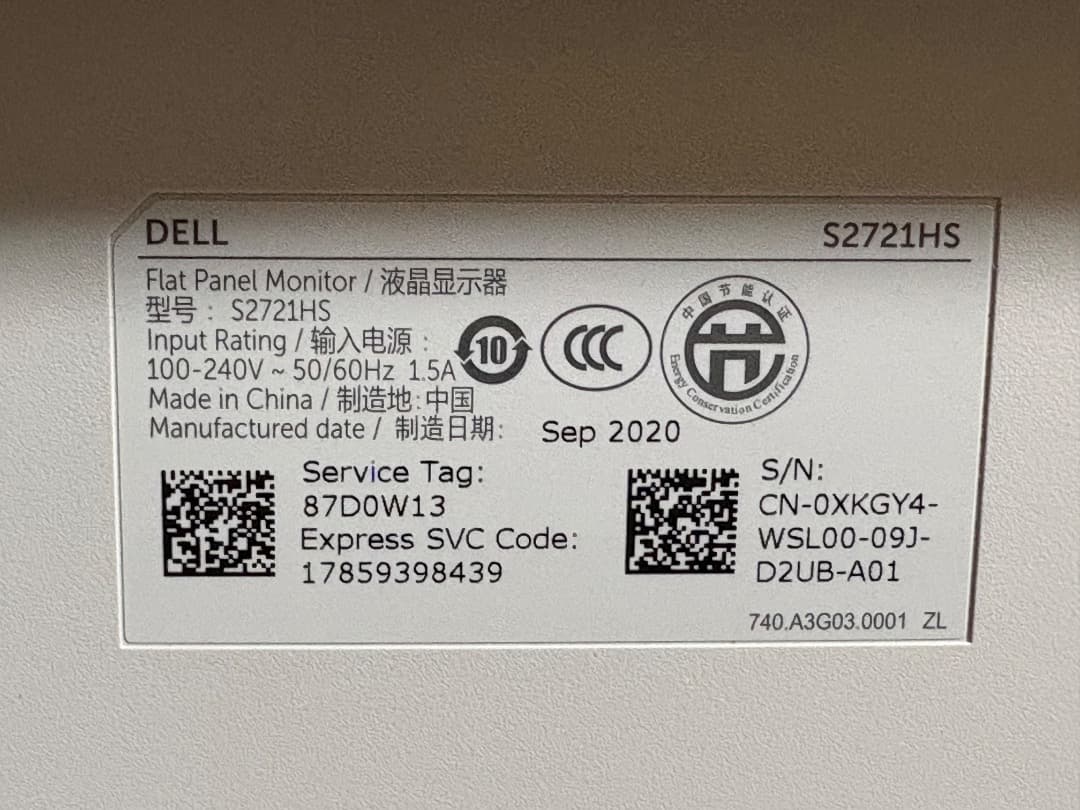 DELL S2721HS
Flat Panel Monitor / 液晶显示器
型号 : S2721HS
Input Rating / 输入电源 :
100-240V ~ 50/60Hz 1.5A
10
CCC
中国节能认证
Energy Conservation Certification
Made in China / 制造地:中国
Manufactured date / 制造日期: Sep 2020
Service Tag:
87D0W13
Express SVC Code:
17859398439
S/N:
CN-0XKGY4-
WSL00-09J-
D2UB-A01
740.A3G03.0001 ZL